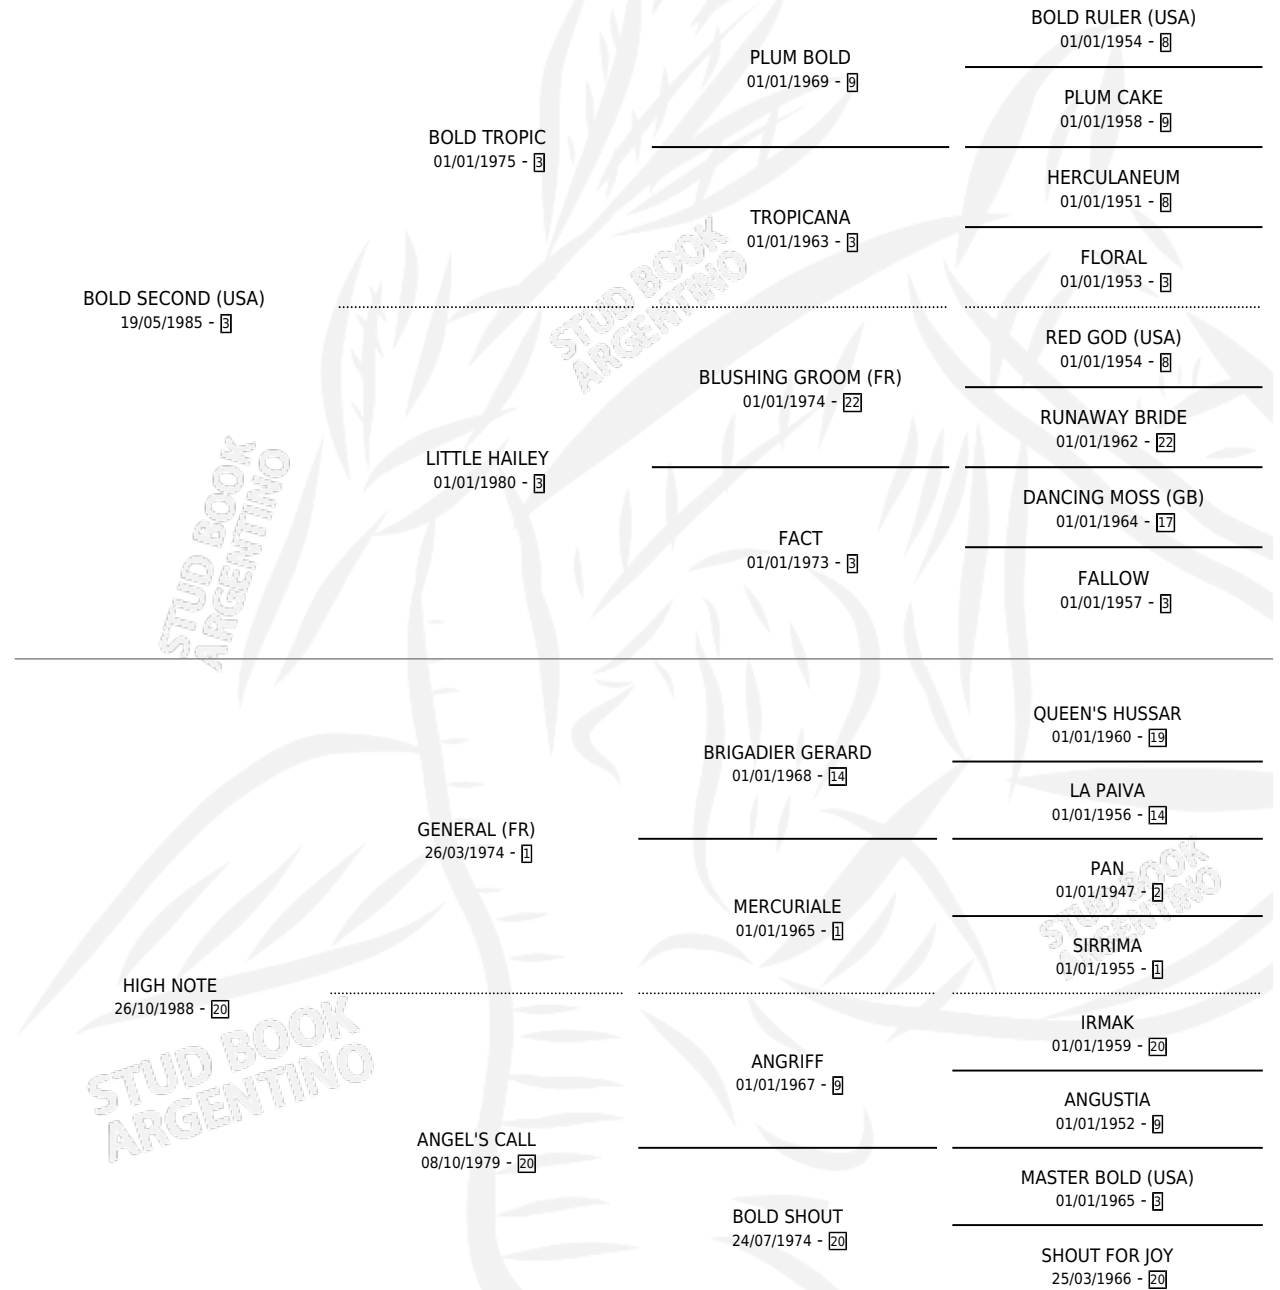 BOLD RULER (USA)
01/01/1954 - 8
PLUM BOLD
01/01/1969 - 9
PLUM CAKE
01/01/1958 - 9
BOLD TROPIC
01/01/1975 - 3
HERCULANEUM
01/01/1951 - 8
TROPICANA
01/01/1963 - 3
FLORAL
01/01/1953 - 3
BOLD SECOND (USA)
19/05/1985 - 3
RED GOD (USA)
01/01/1954 - 8
BLUSHING GROOM (FR)
01/01/1974 - 22
RUNAWAY BRIDE
01/01/1962 - 22
LITTLE HAILEY
01/01/1980 - 3
DANCING MOSS (GB)
01/01/1964 - 17
FACT
01/01/1973 - 3
FALLOW
01/01/1957 - 3
QUEEN'S HUSSAR
01/01/1960 - 19
BRIGADIER GERARD
01/01/1968 - 14
LA PAIVA
01/01/1956 - 14
GENERAL (FR)
26/03/1974 - 1
PAN
01/01/1947 - 2
MERCURIALE
01/01/1965 - 1
SIRRIMA
01/01/1955 - 1
HIGH NOTE
26/10/1988 - 20
IRMAK
01/01/1959 - 20
ANGRIFF
01/01/1967 - 9
ANGUSTIA
01/01/1952 - 9
ANGEL'S CALL
08/10/1979 - 20
MASTER BOLD (USA)
01/01/1965 - 3
BOLD SHOUT
24/07/1974 - 20
SHOUT FOR JOY
25/03/1966 - 20
STUD BOOK
ARGENTINO
STUD BOOK
ARGENTINO
STUD BOOK
ARGENTINO
STUD BOOK
ARGENTINO